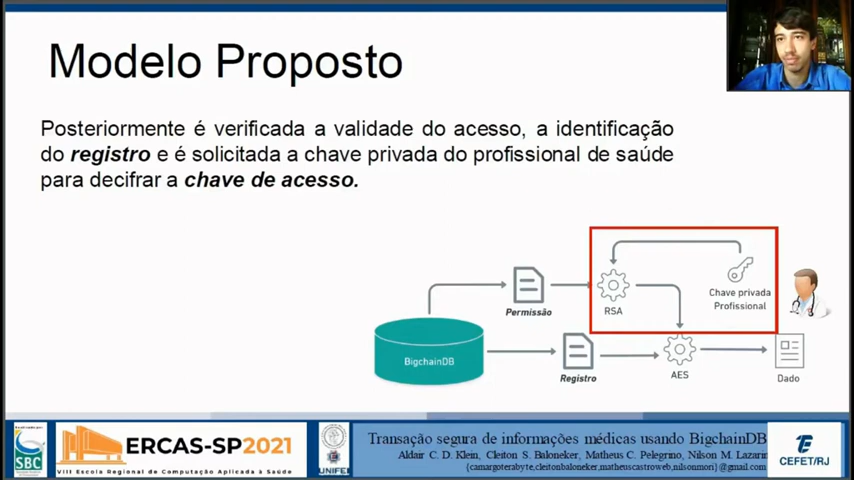 Modelo Proposto
Posteriormente é verificada a validade do acesso, a identificação
do registro e é solicitada a chave privada do profissional de saúde
para decifrar a chave de acesso.
Permissão
RSA
Chave privada
Profissional
BigchainDB
Registro
AES
Dado
SBC
ERCAS-SP2021
VIII Escola Regional de Computação Aplicada à Saúde
UNIFEI
Transação segura de informações médicas usando BigchainDB
Aldair C. D. Klein, Cleiton S. Baloneker, Matheus C. Pelegrino, Nilson M. Lazarin
{camargoterabyte,cleitonbaloneker,matheuscastroweb,nilsonmori}@gmail.com
CEFET/RJ